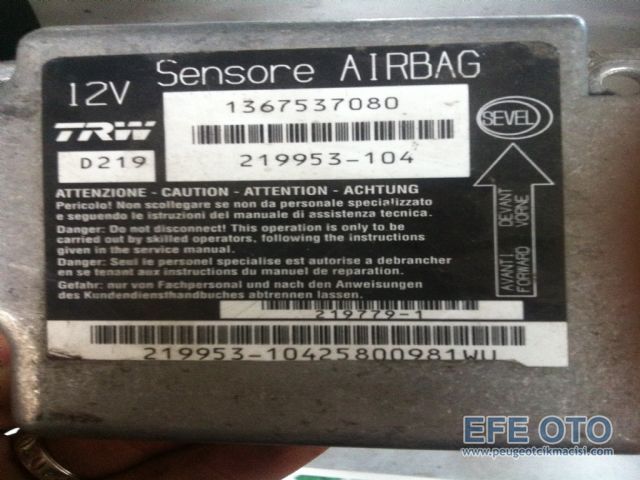 12V Sensore AIRBAG
1367537080
SEVEL
TRW
D219
219953-104
ATTENZIONE - CAUTION - ATTENTION - ACHTUNG
Pericolo! Non scollegare se non da personale specializzato
e seguendo le istruzioni del manuale di assistenza tecnica.
Danger: Do not disconnect! This operation is only to be
carried out by skilled operators, following the instructions
given in the service manual.
Danger: Seul le personel specialise est autorise a debrancher
en se tenant aux instructions du manuel de reparation.
Gefahr: nur von Fachpersonal und nach den Anweisungen
des Kundendiensthandbuches abtrennen lassen.
AVANTI DEVANT
FORWARD VORNE
219779-1
219953-10425800981WU
EFE OTO
www.peugeotcikmacisi.com